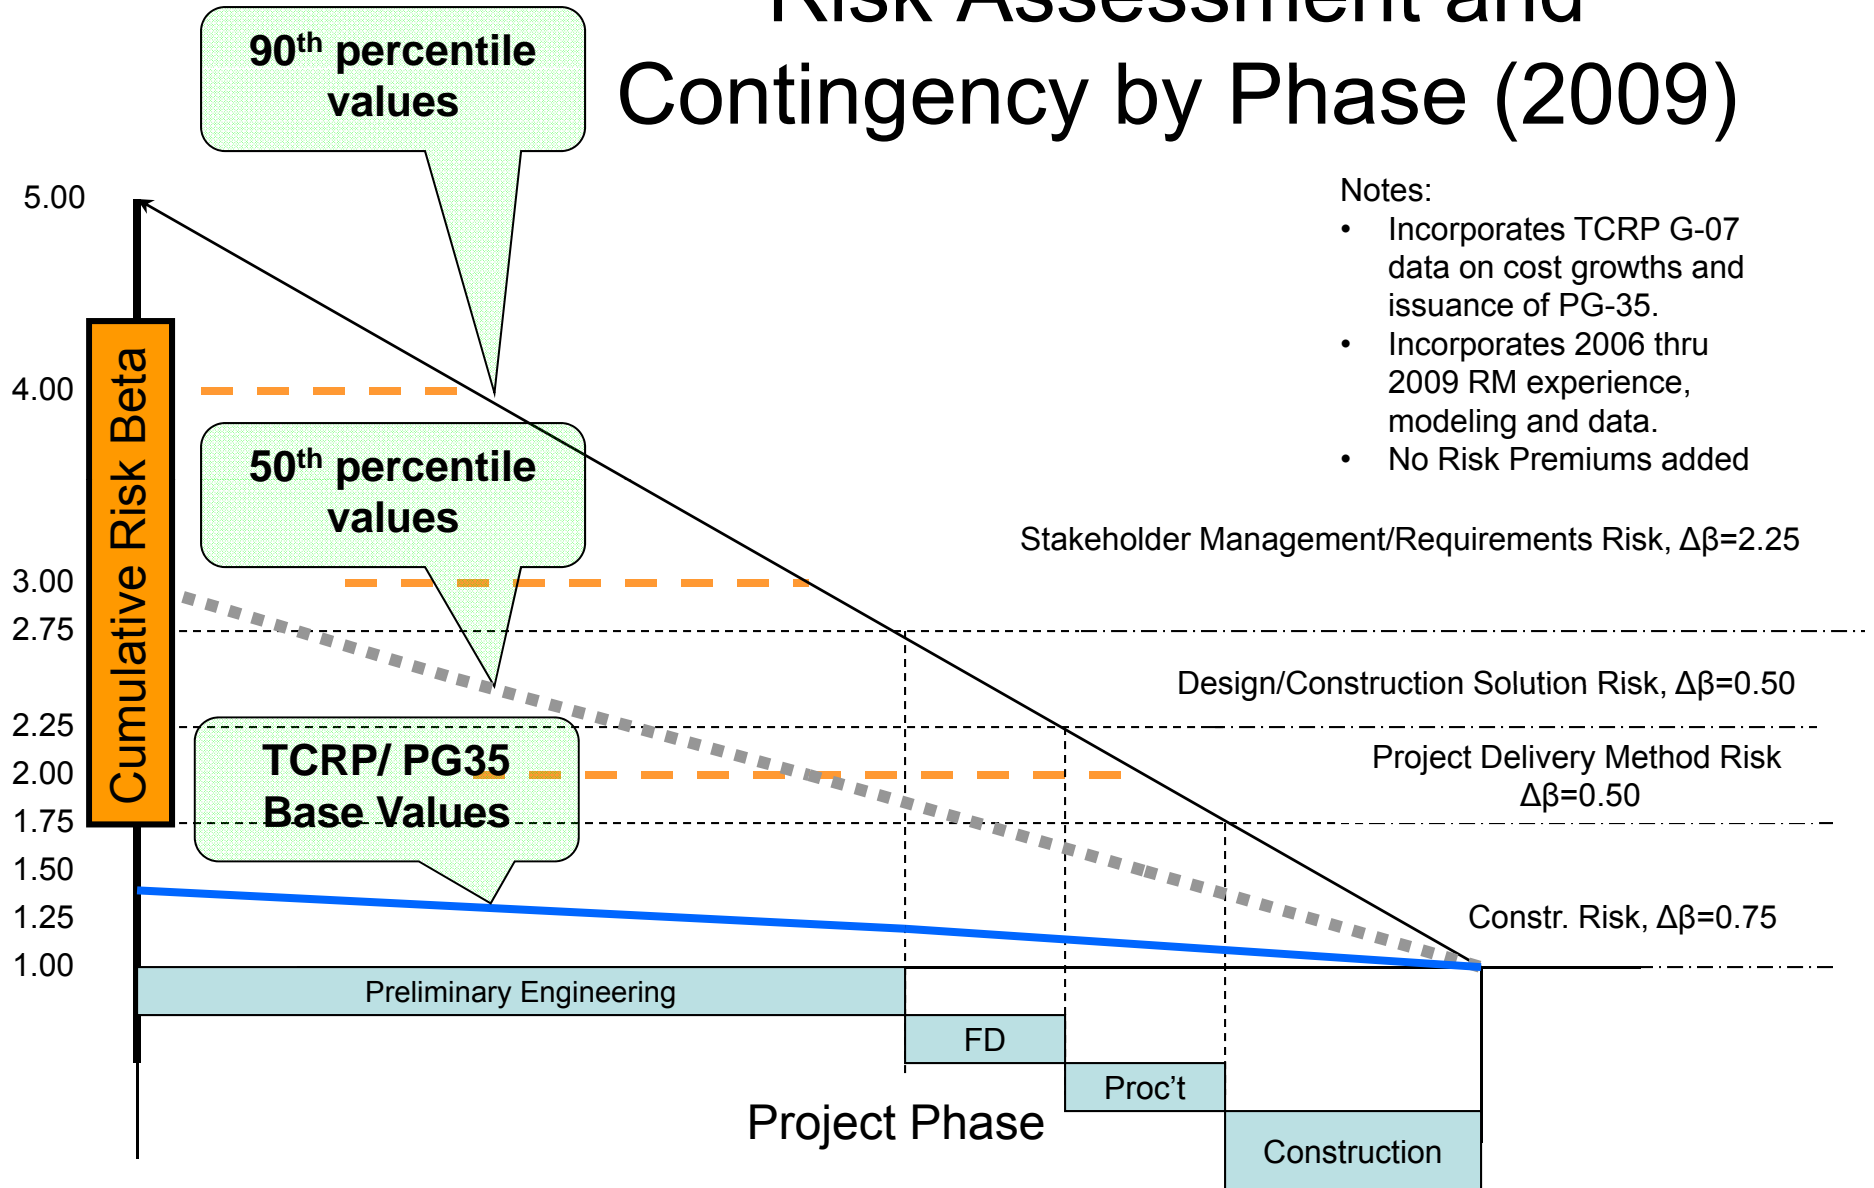 Risk Assessment and
Contingency by Phase (2009)
90th percentile
values
Notes:
• Incorporates TCRP G-07
data on cost growths and
issuance of PG-35.
• Incorporates 2006 thru
2009 RM experience,
modeling and data.
• No Risk Premiums added
5.00
4.00
3.00
2.75
2.25
2.00
1.75
1.50
1.25
1.00
Cumulative Risk Beta
50th percentile
values
TCRP/ PG35
Base Values
Stakeholder Management/Requirements Risk, Δβ=2.25
Design/Construction Solution Risk, Δβ=0.50
Project Delivery Method Risk
Δβ=0.50
Constr. Risk, Δβ=0.75
Preliminary Engineering
FD
Proc’t
Construction
Project Phase